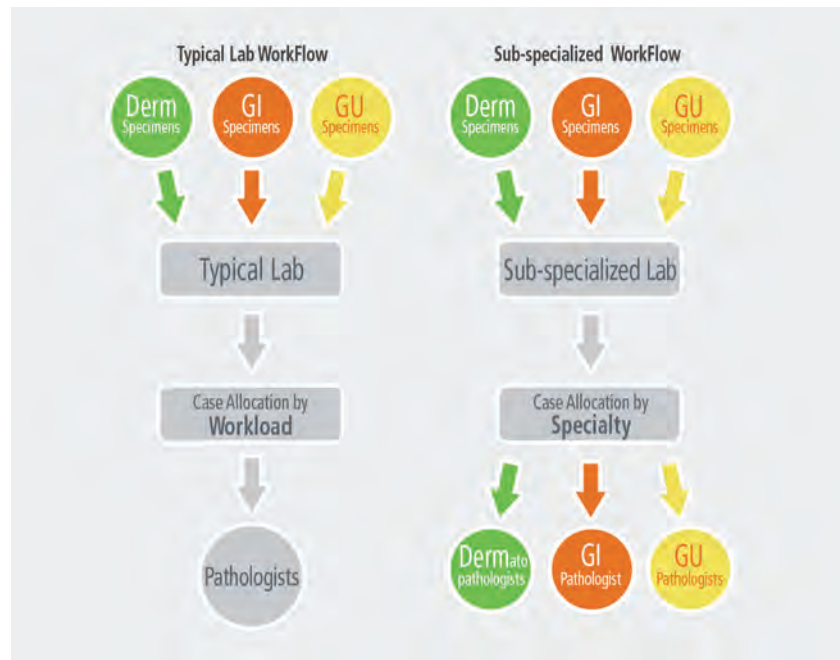 Typical Lab WorkFlow
Derm
Specimens
GI
Specimens
GU
Specimens
Typical Lab
Case Allocation by
Workload
Pathologists
Sub-specialized WorkFlow
Derm
Specimens
GI
Specimens
GU
Specimens
Sub-specialized Lab
Case Allocation by
Specialty
Dermato
pathologists
GI
Pathologist
GU
Pathologists